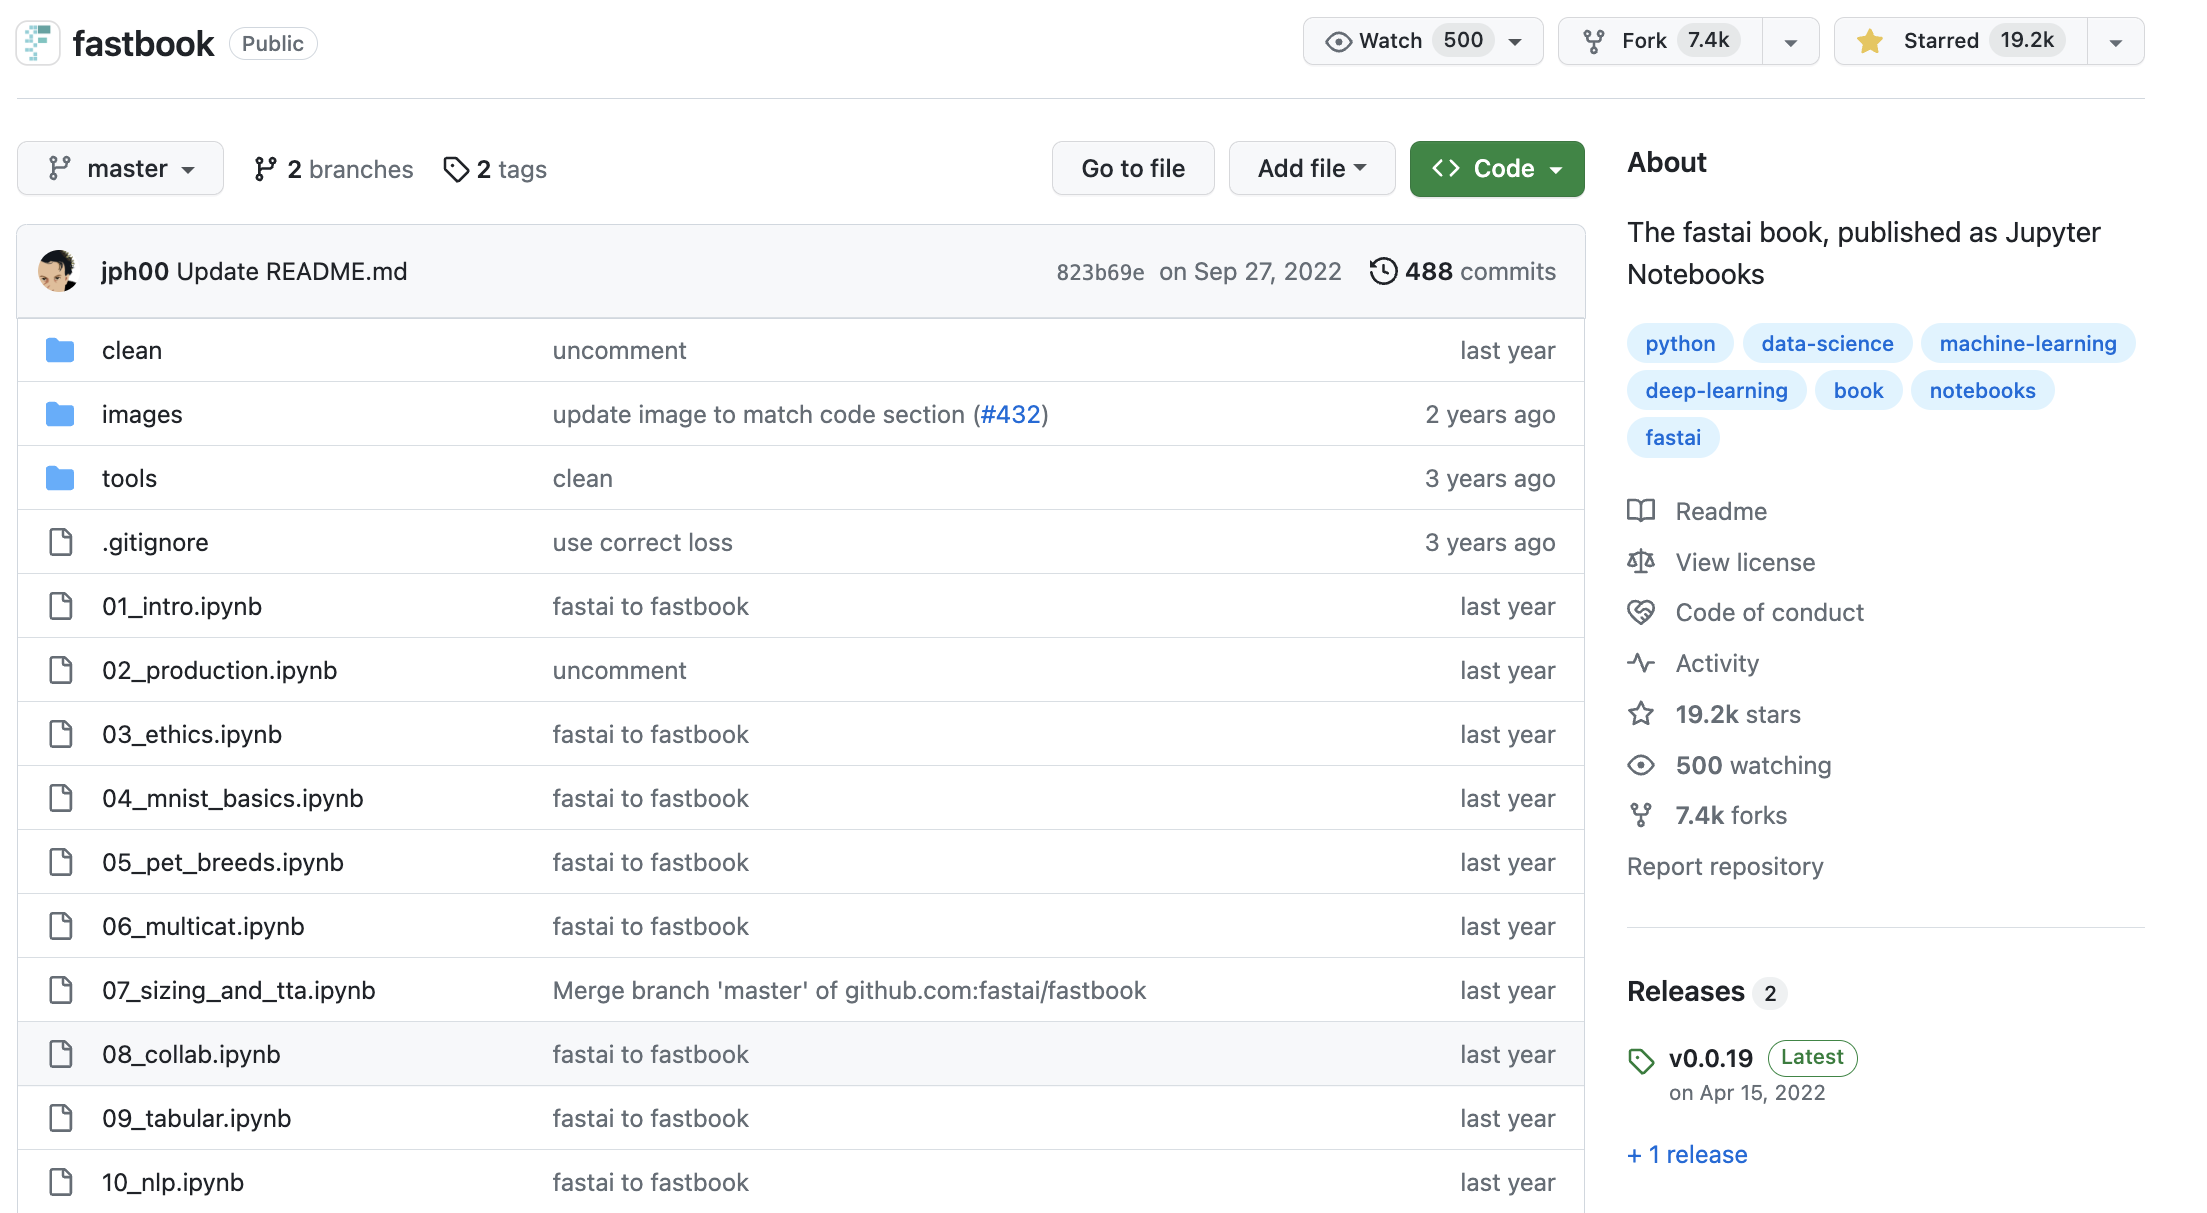 fastbook Public Watch 500 Fork 7.4k Starred 19.2k
master 2 branches 2 tags Go to file Add file Code
jph00 Update README.md 823b69e on Sep 27, 2022 488 commits
clean uncomment last year
images update image to match code section (#432) 2 years ago
tools clean 3 years ago
.gitignore use correct loss 3 years ago
01_intro.ipynb fastai to fastbook last year
02_production.ipynb uncomment last year
03_ethics.ipynb fastai to fastbook last year
04_mnist_basics.ipynb fastai to fastbook last year
05_pet_breeds.ipynb fastai to fastbook last year
06_multicat.ipynb fastai to fastbook last year
07_sizing_and_tta.ipynb Merge branch 'master' of github.com:fastai/fastbook last year
08_collab.ipynb fastai to fastbook last year
09_tabular.ipynb fastai to fastbook last year
10_nlp.ipynb fastai to fastbook last year
About
The fastai book, published as Jupyter
Notebooks
python data-science machine-learning
deep-learning book notebooks
fastai
Readme
View license
Code of conduct
Activity
19.2k stars
500 watching
7.4k forks
Report repository
Releases 2
v0.0.19 Latest
on Apr 15, 2022
+ 1 release